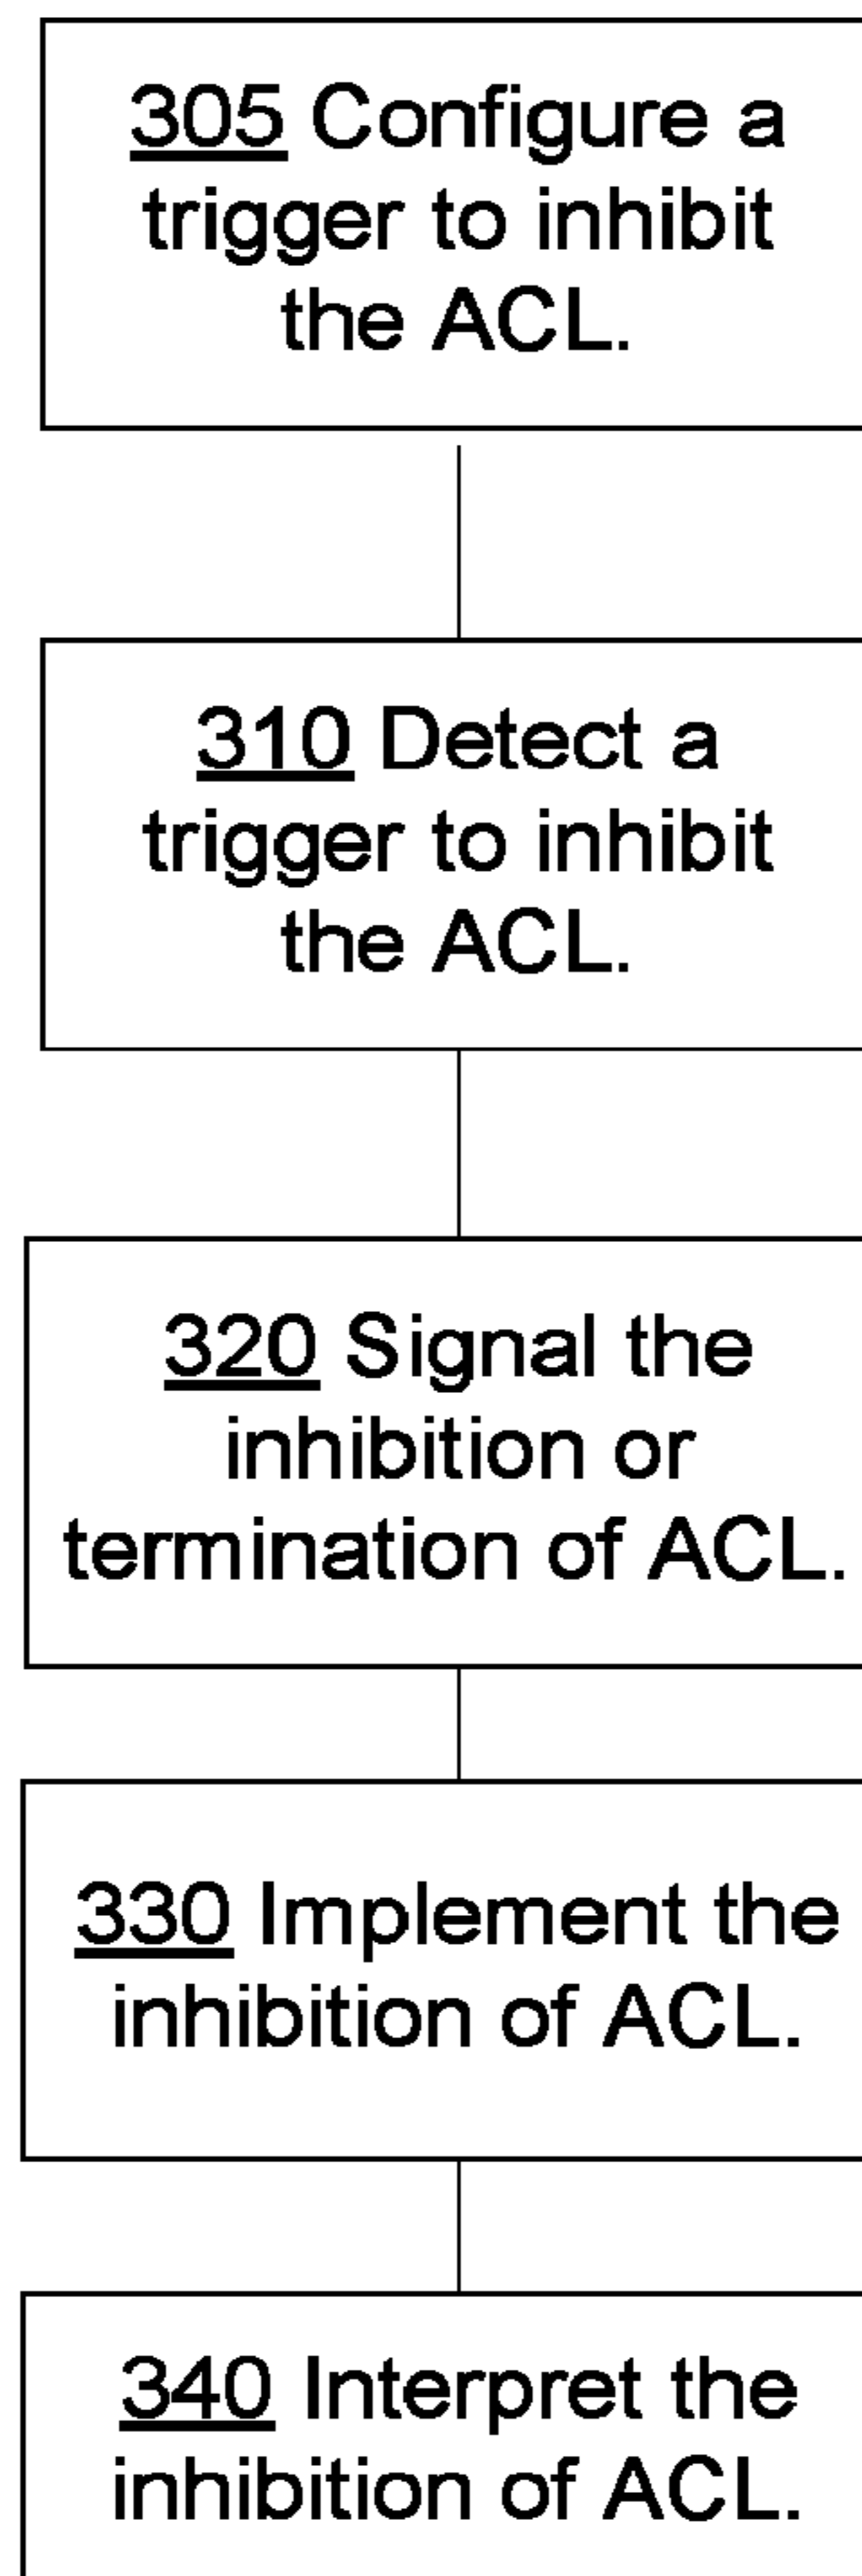 305 Configure a
trigger to inhibit
the ACL.
310 Detect a
trigger to inhibit
the ACL.
320 Signal the
inhibition or
termination of ACL.
330 Implement the
inhibition of ACL.
340 Interpret the
inhibition of ACL.